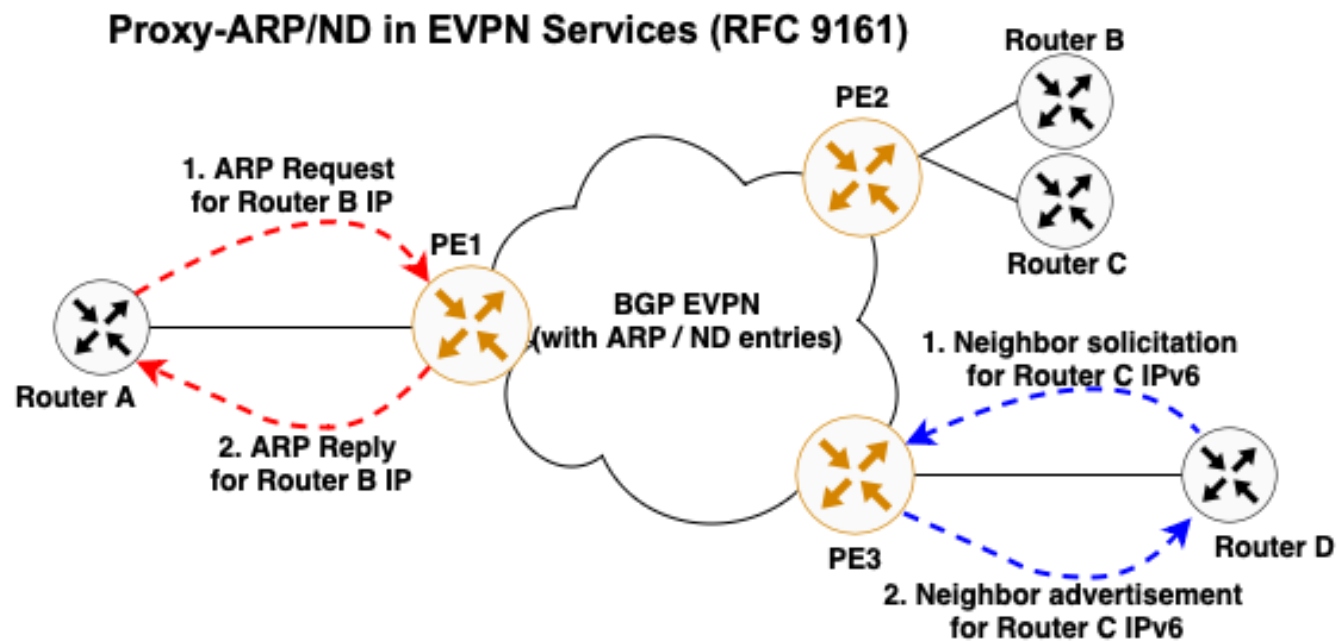 Proxy-ARP/ND in EVPN Services (RFC 9161)
Router B
PE2
1. ARP Request
for Router B IP
PE1
Router C
BGP EVPN
(with ARP / ND entries)
Router A
1. Neighbor solicitation
for Router C IPv6
2. ARP Reply
for Router B IP
PE3
Router D
2. Neighbor advertisement
for Router C IPv6